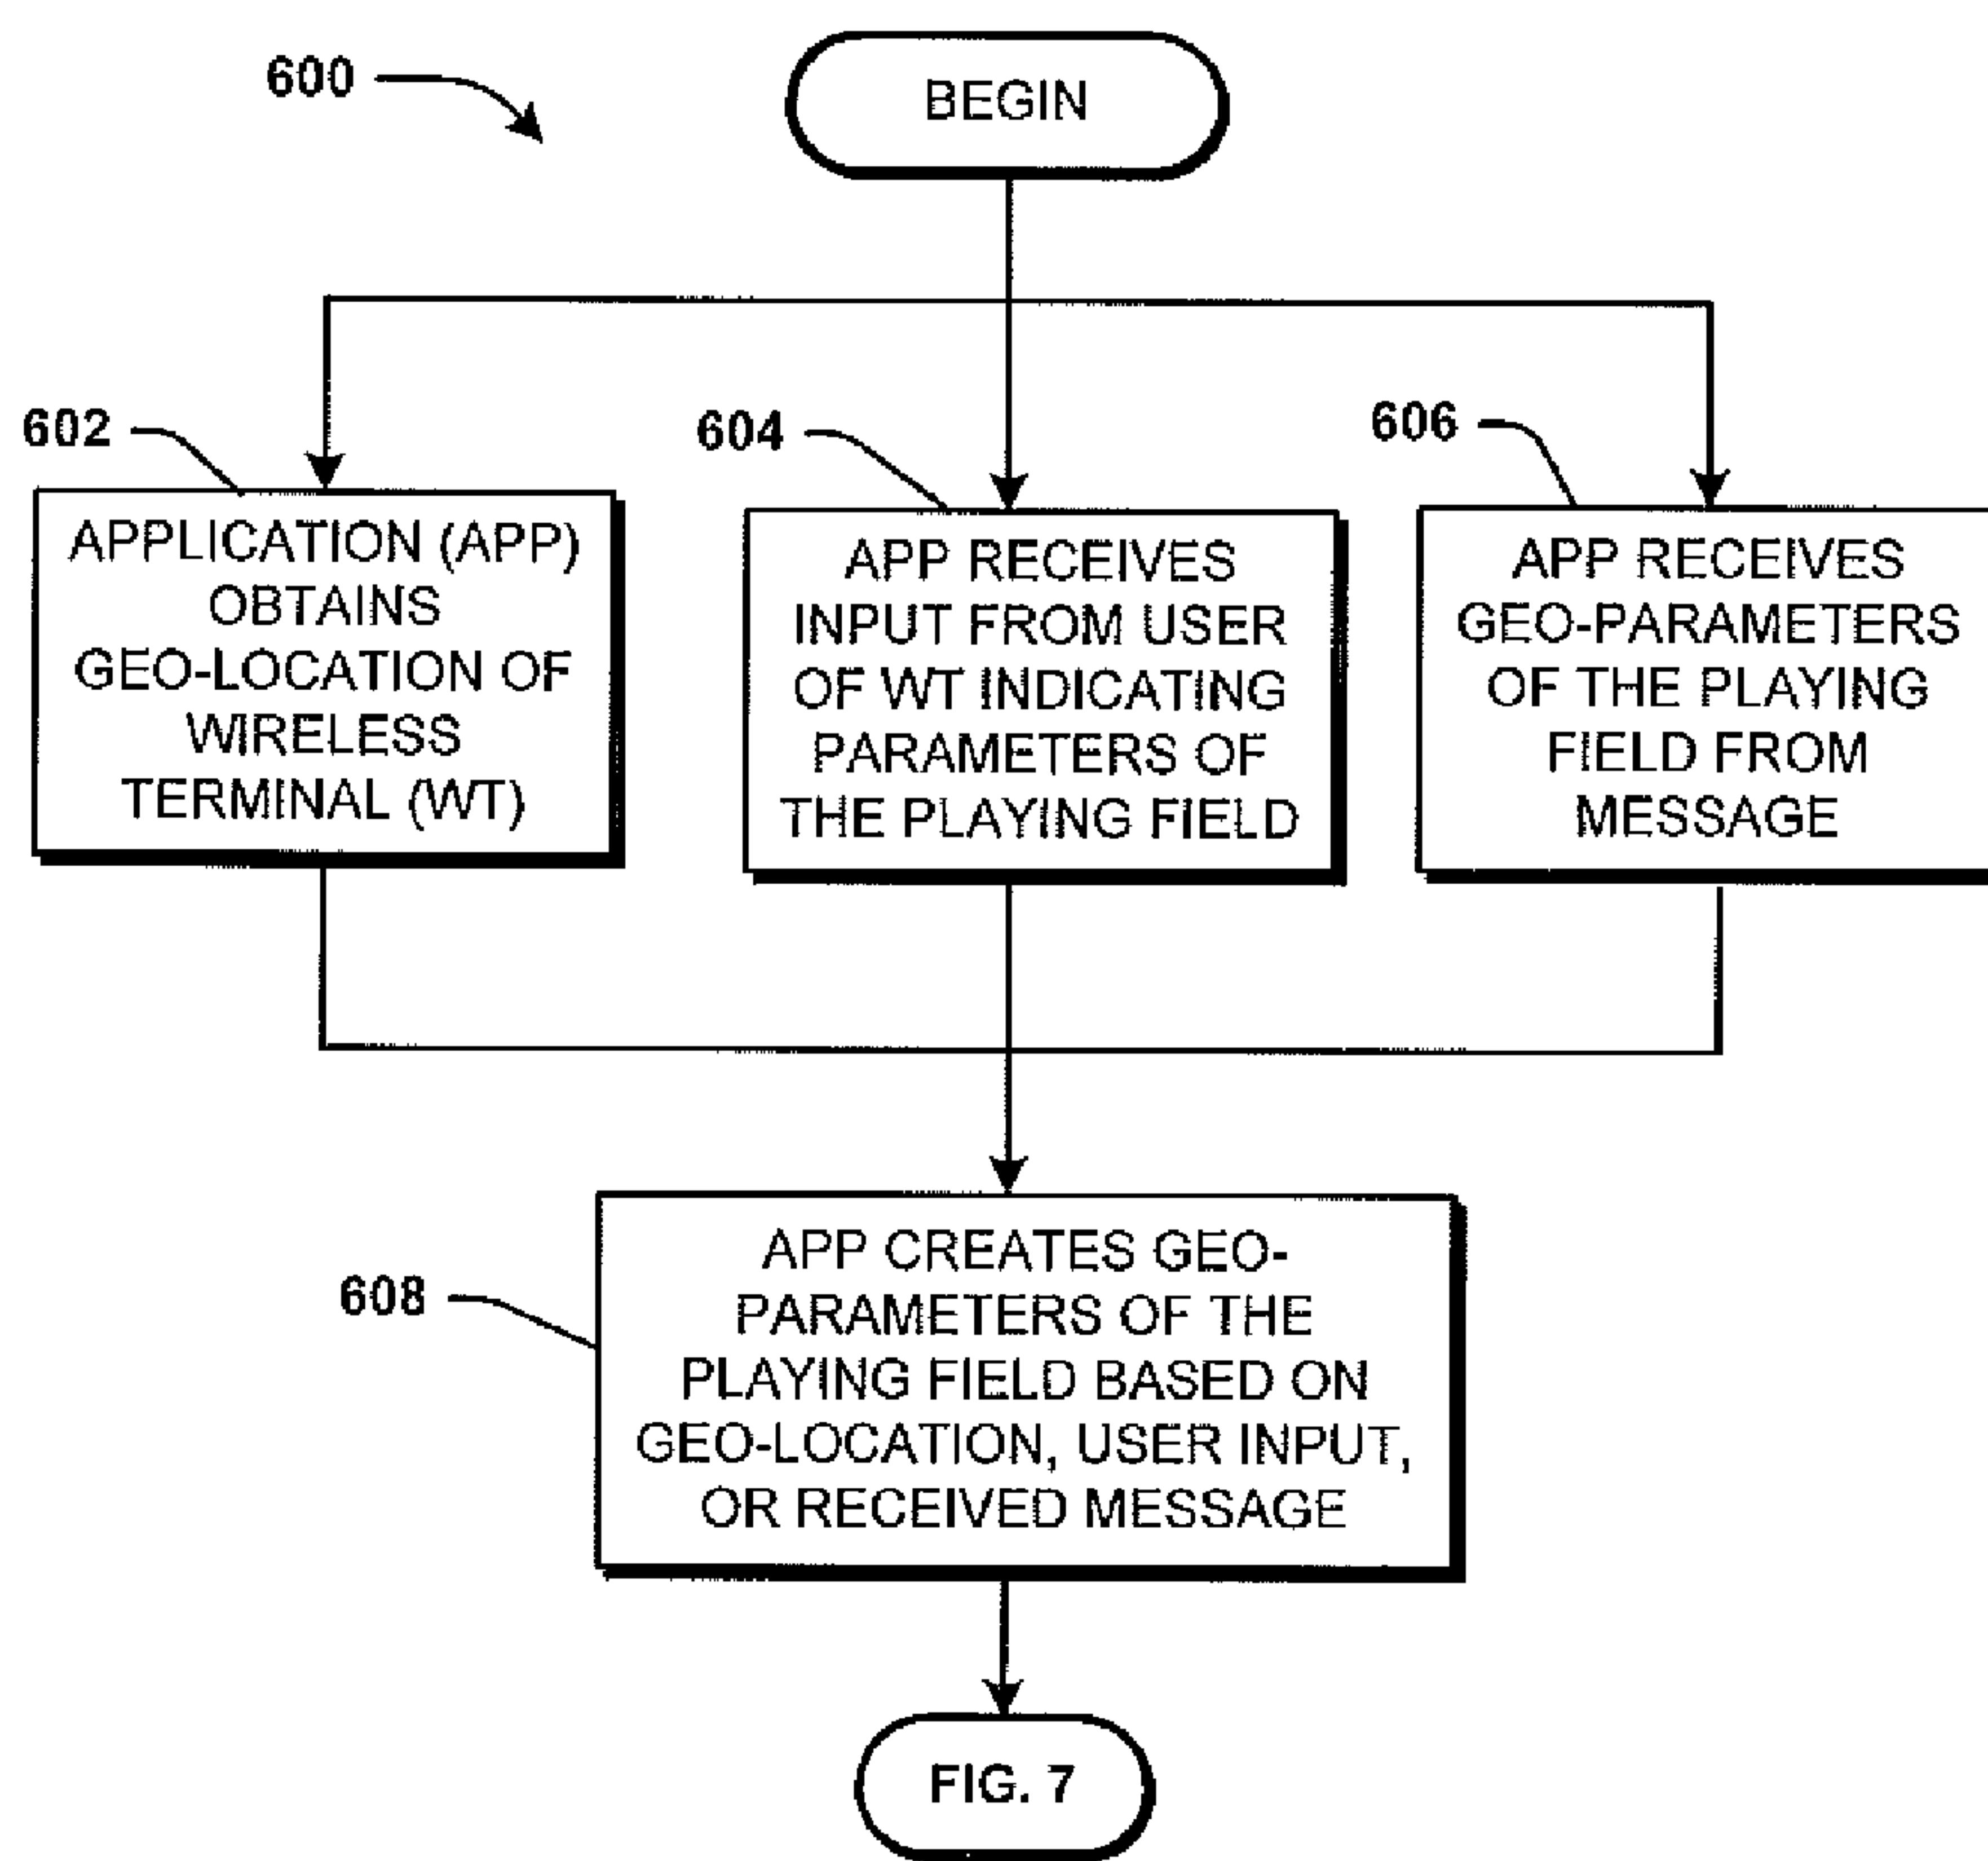 600
BEGIN
602
APPLICATION (APP)
OBTAINS
GEO-LOCATION OF
WIRELESS
TERMINAL (WT)
604
APP RECEIVES
INPUT FROM USER
OF WT INDICATING
PARAMETERS OF
THE PLAYING FIELD
606
APP RECEIVES
GEO-PARAMETERS
OF THE PLAYING
FIELD FROM
MESSAGE
608
APP CREATES GEO-
PARAMETERS OF THE
PLAYING FIELD BASED ON
GEO-LOCATION, USER INPUT,
OR RECEIVED MESSAGE
FIG. 7